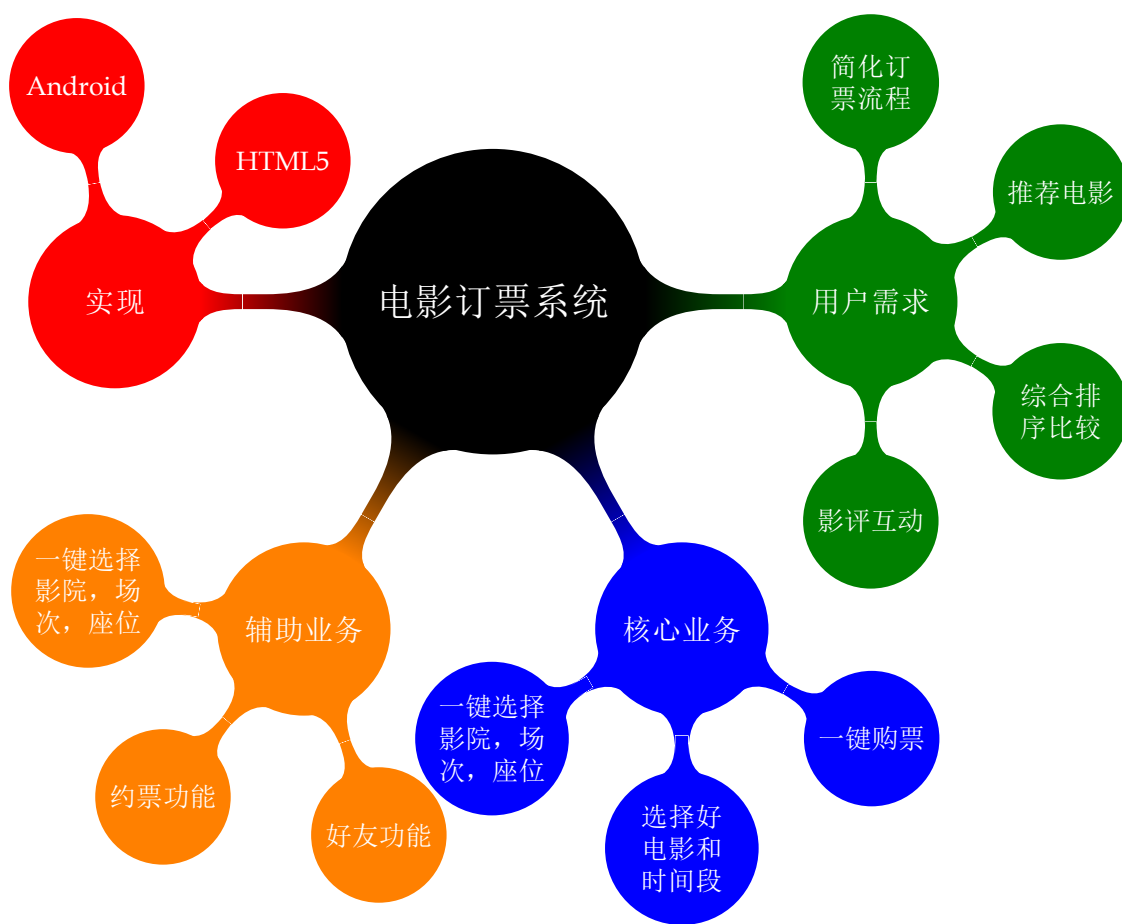 Android
HTML5
实现
电影订票系统
简化订
票流程
推荐电影
用户需求
综合排
序比较
影评互动
一键选择
影院，场
次，座位
辅助业务
约票功能
好友功能
核心业务
一键选择
影院，场
次，座位
选择好
电影和
时间段
一键购票